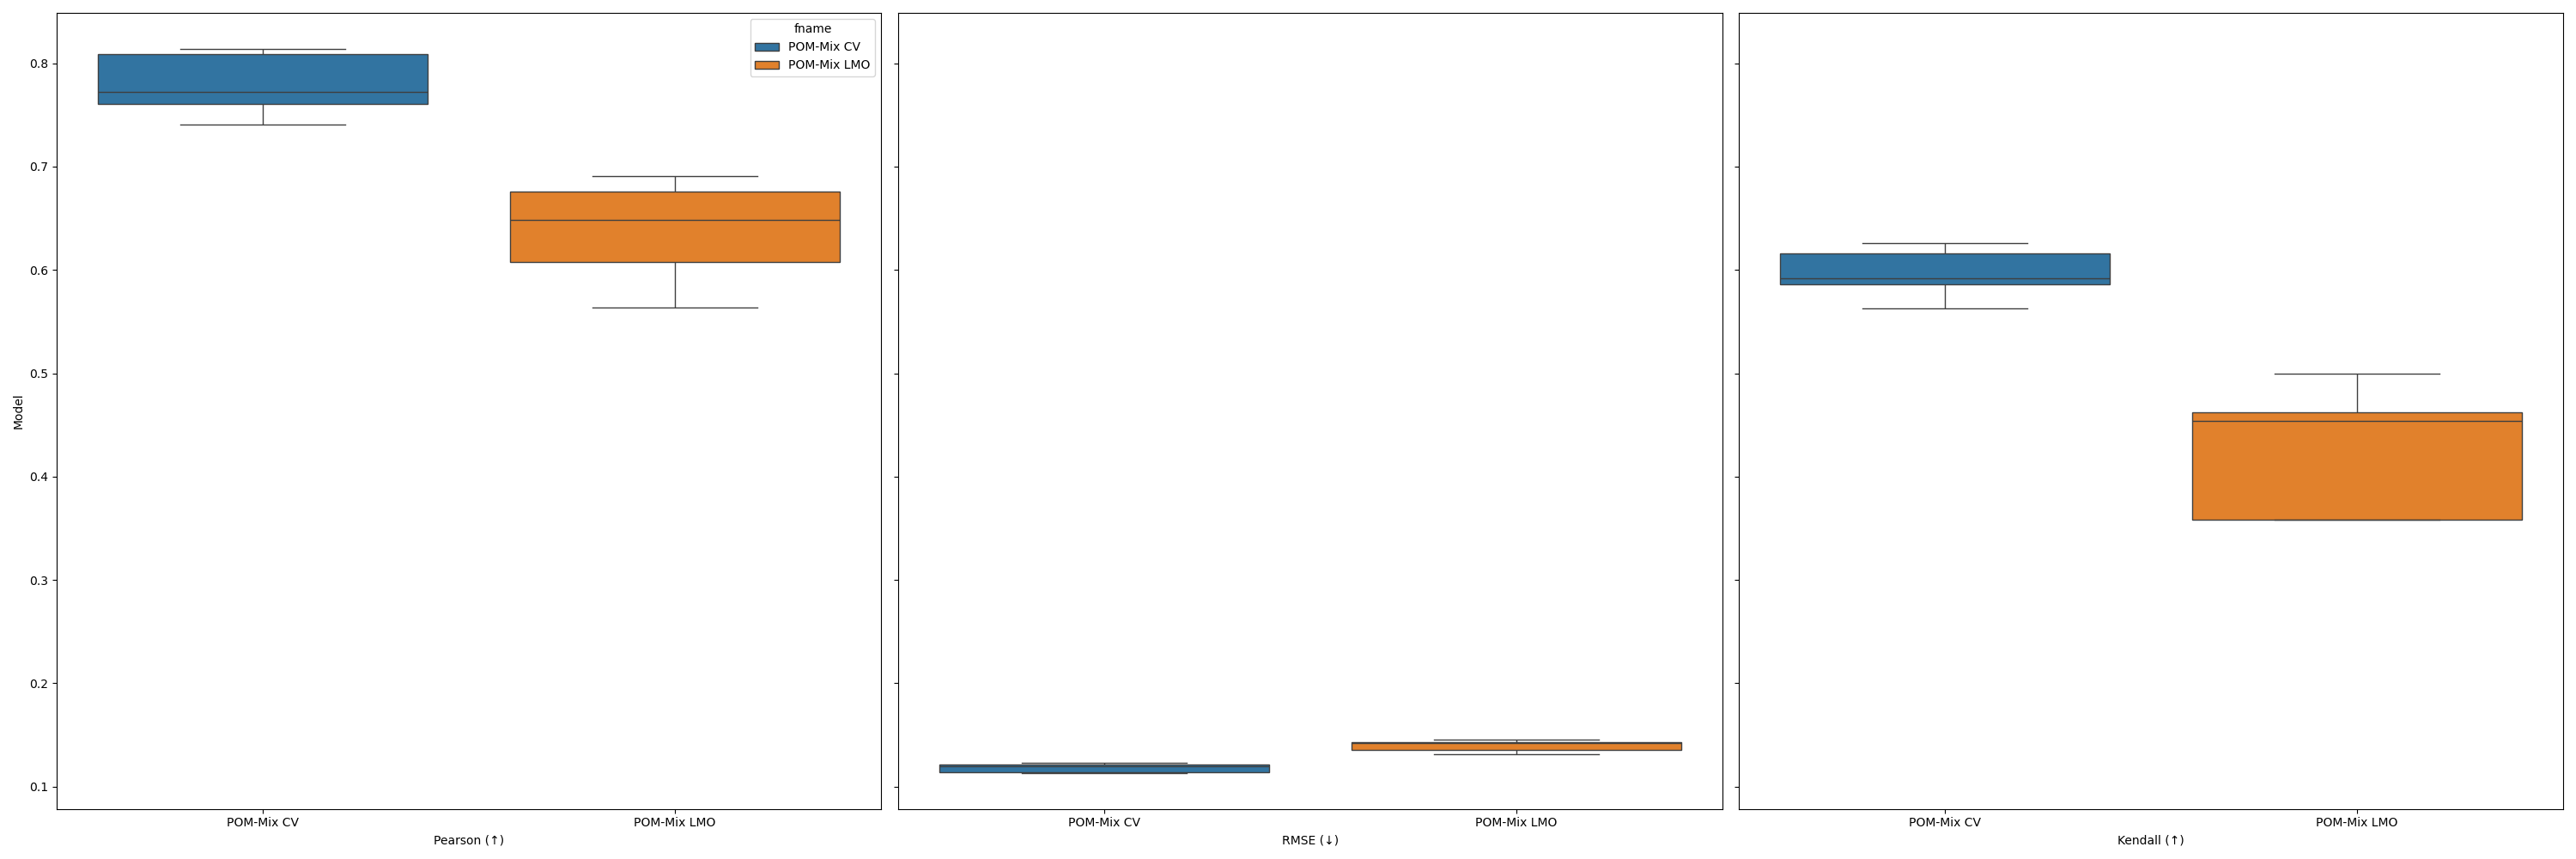 fname
POM-Mix CV
POM-Mix LMO
0.8
0.7
0.6
0.5
0.4
0.3
0.2
0.1
Model
POM-Mix CV
POM-Mix LMO
Pearson (↑)
POM-Mix CV
POM-Mix LMO
RMSE (↓)
POM-Mix CV
POM-Mix LMO
Kendall (↑)